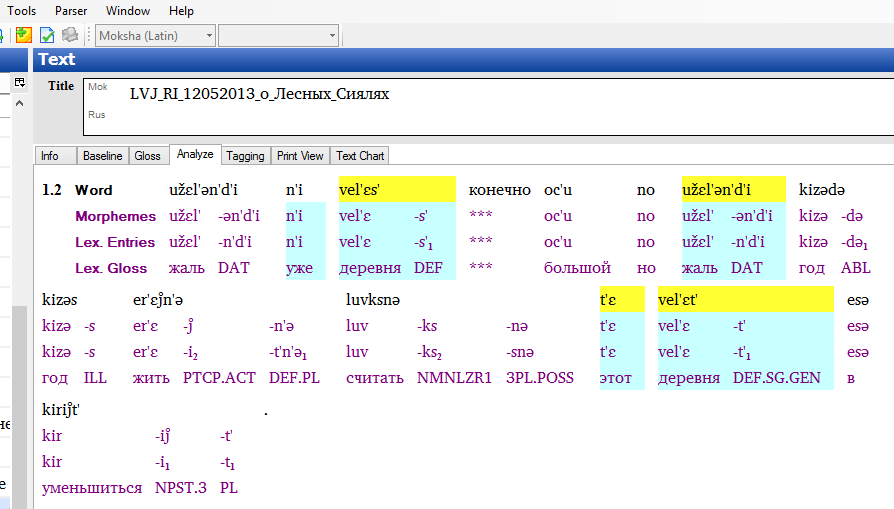 Tools Parser Window Help
Moksha (Latin)
Text
Title Mok LVJ_RI_12052013_о_Лесных_Сиялях
Rus
Info Baseline Gloss Analyze Tagging Print View Text Chart
1.2 Word užɛl'ən'd'i n'i vel'ɛs' конечно oc'u no užɛl'ən'd'i kizədə
Morphemes užɛl' -ən'd'i n'i vel'ɛ -s' *** oc'u no užɛl' -ən'd'i kizə -də
Lex. Entries užɛl' -n'd'i n'i vel'ɛ -s'₁ *** oc'u no užɛl' -n'd'i kizə -də₁
Lex. Gloss жаль DAT уже деревня DEF *** большой но жаль DAT год ABL
kizəs er'ɛj̊n'ə luvksnə t'ɛ vel'ɛt' esə
kizə -s er'ɛ -j̊ -n'ə luv -ks -nə t'ɛ vel'ɛ -t' esə
kizə -s er'ɛ -i₂ -t'n'ə₁ luv -ks₂ -snə t'ɛ vel'ɛ -t'₁ esə
год ILL жить PTCP.ACT DEF.PL считать NMNLZR1 3PL.POSS этот деревня DEF.SG.GEN в
kirij̊t' .
kir -ij̊ -t'
kir -i₁ -t₁
уменьшиться NPST.3 PL
не
е